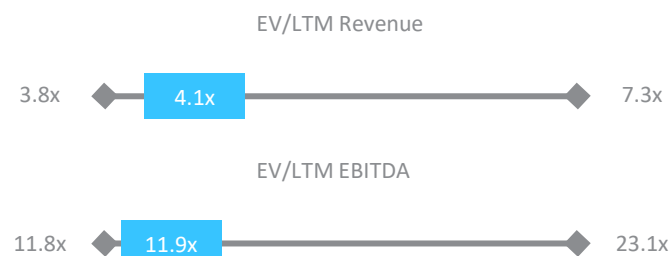 EV/LTM Revenue
3.8x 4.1x 7.3x
EV/LTM EBITDA
11.8x 11.9x 23.1x